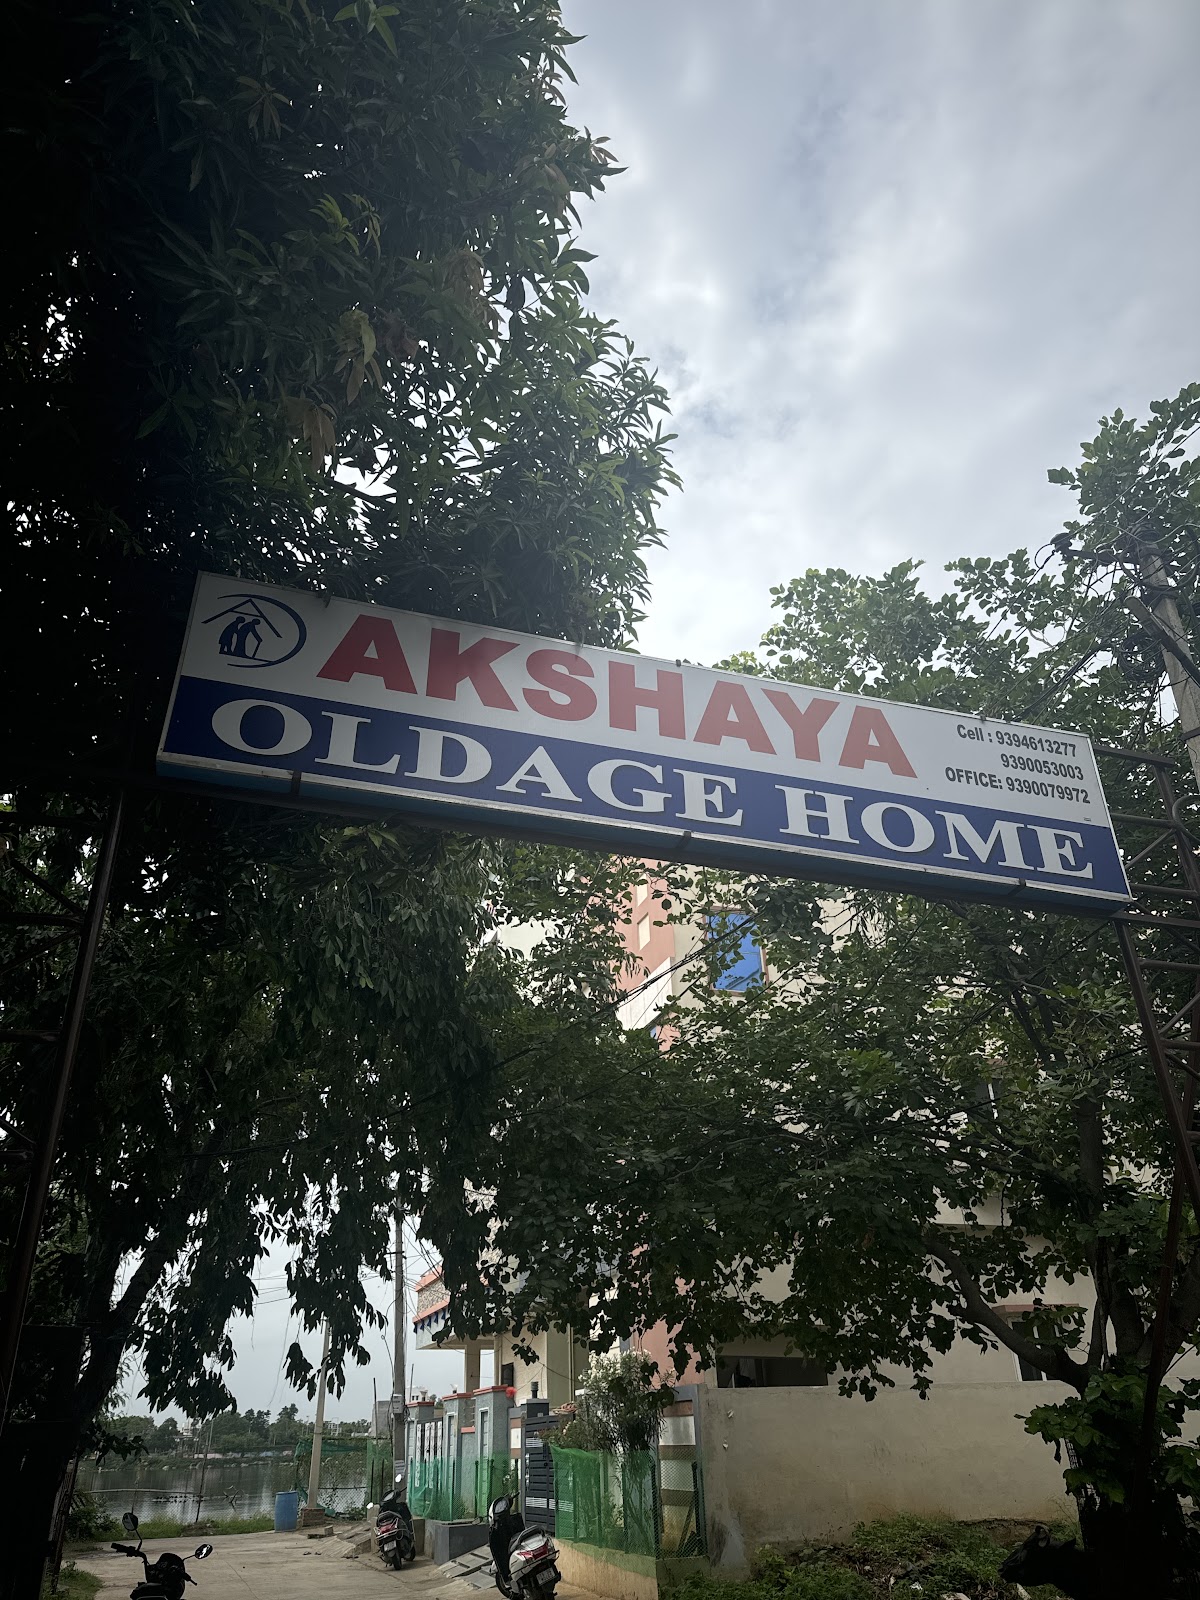 AKSHAYA
OLDAGE HOME
Cell : 9394613277
9390053003
OFFICE: 9390079972